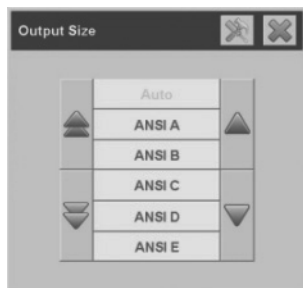 Output Size
Auto
ANSI A
ANSI B
ANSI C
ANSI D
ANSI E